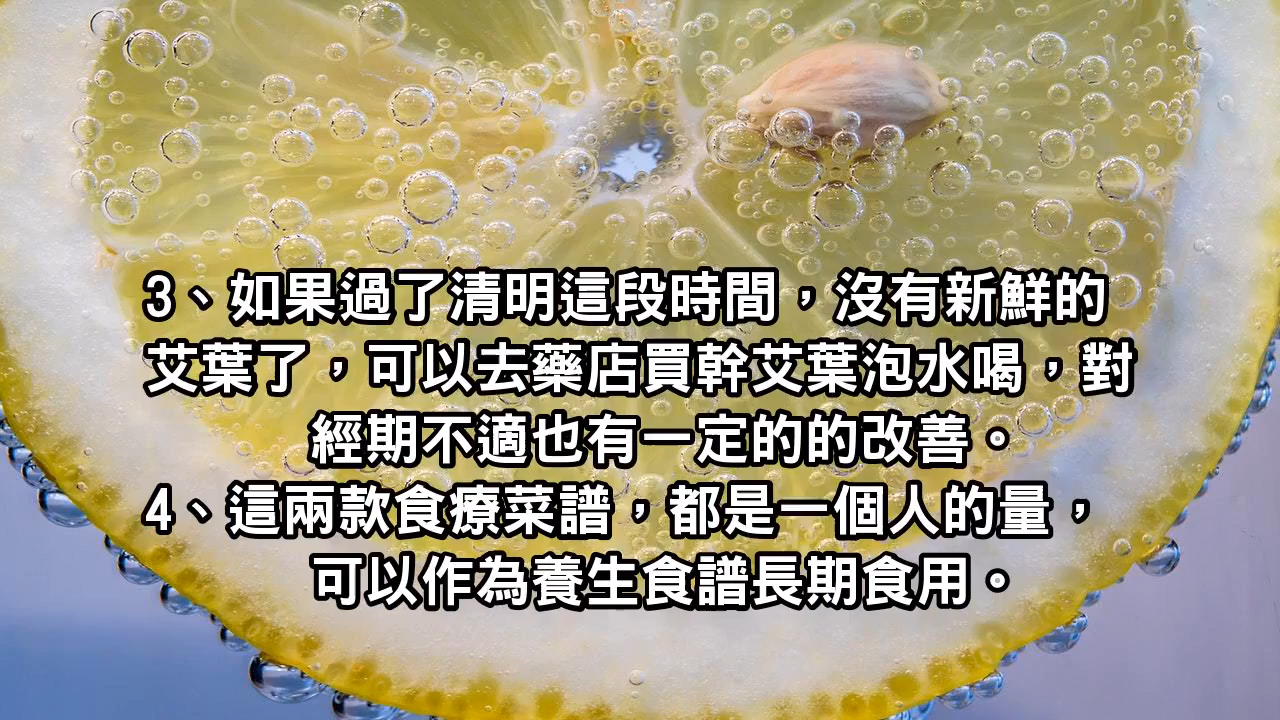 3、如果過了清明這段時間，沒有新鮮的
艾葉了，可以去藥店買幹艾葉泡水喝，對
經期不適也有一定的的改善。
4、這兩款食療菜譜，都是一個人的量，
可以作為養生食譜長期食用。